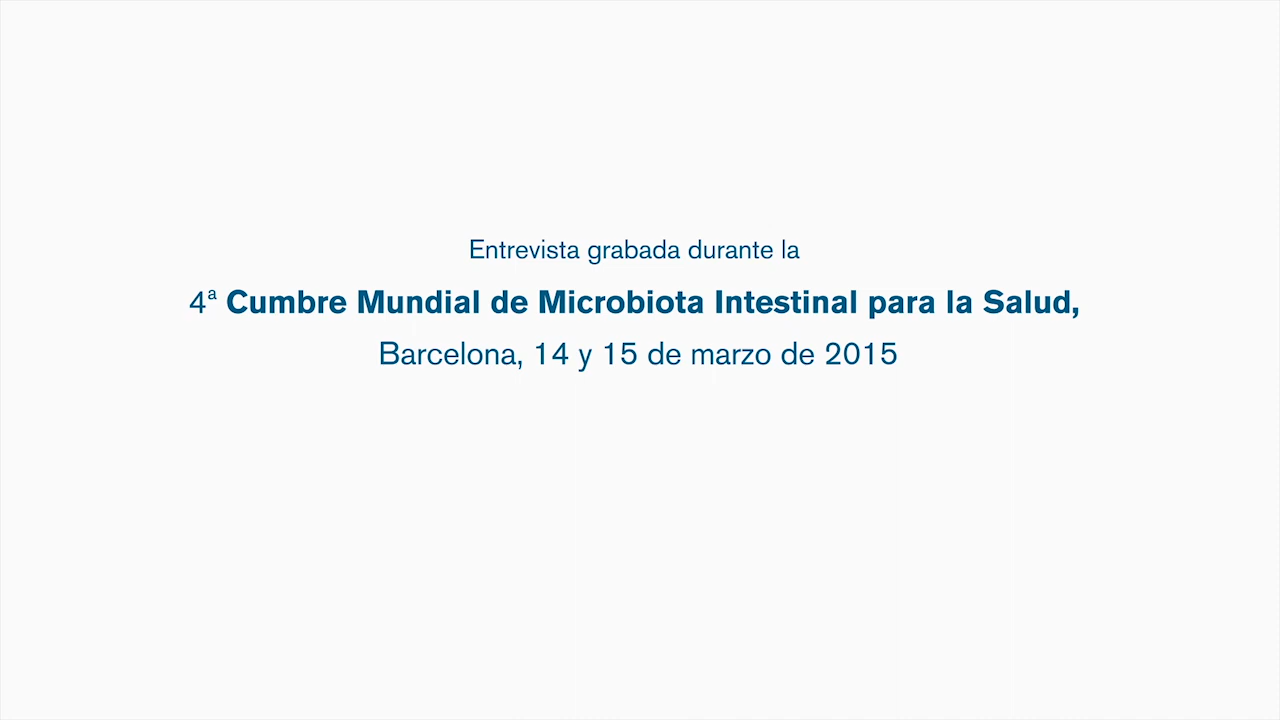 Entrevista grabada durante la
4ª Cumbre Mundial de Microbiota Intestinal para la Salud,
Barcelona, 14 y 15 de marzo de 2015